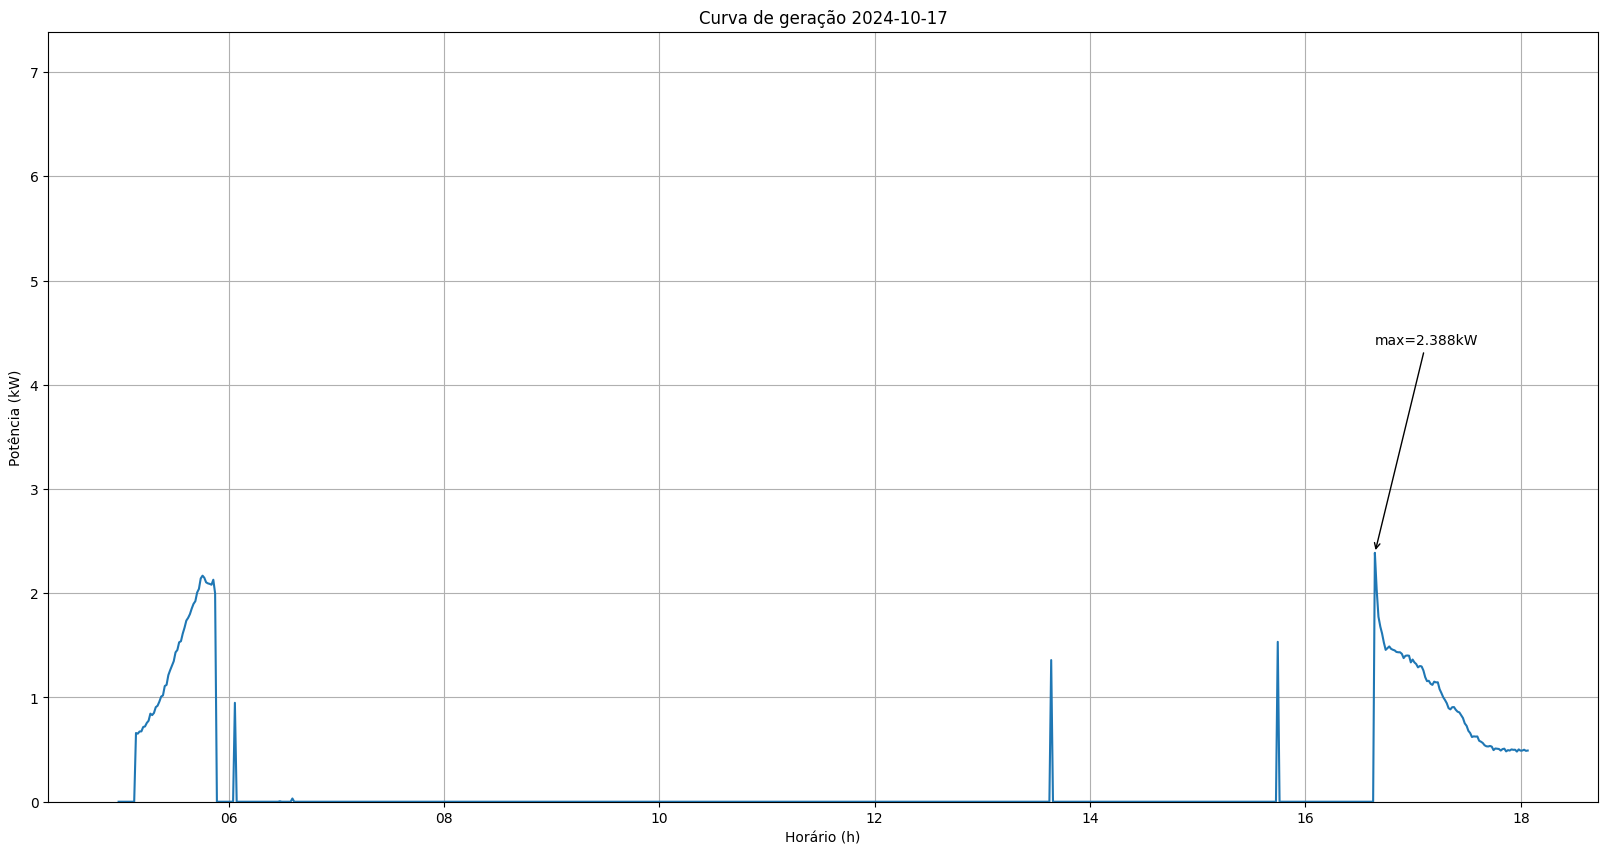 Curva de geração 2024-10-17
7
6
5
4
3
2
1
0
Potência (kW)
max=2.388kW
06 08 10 12 14 16 18
Horário (h)